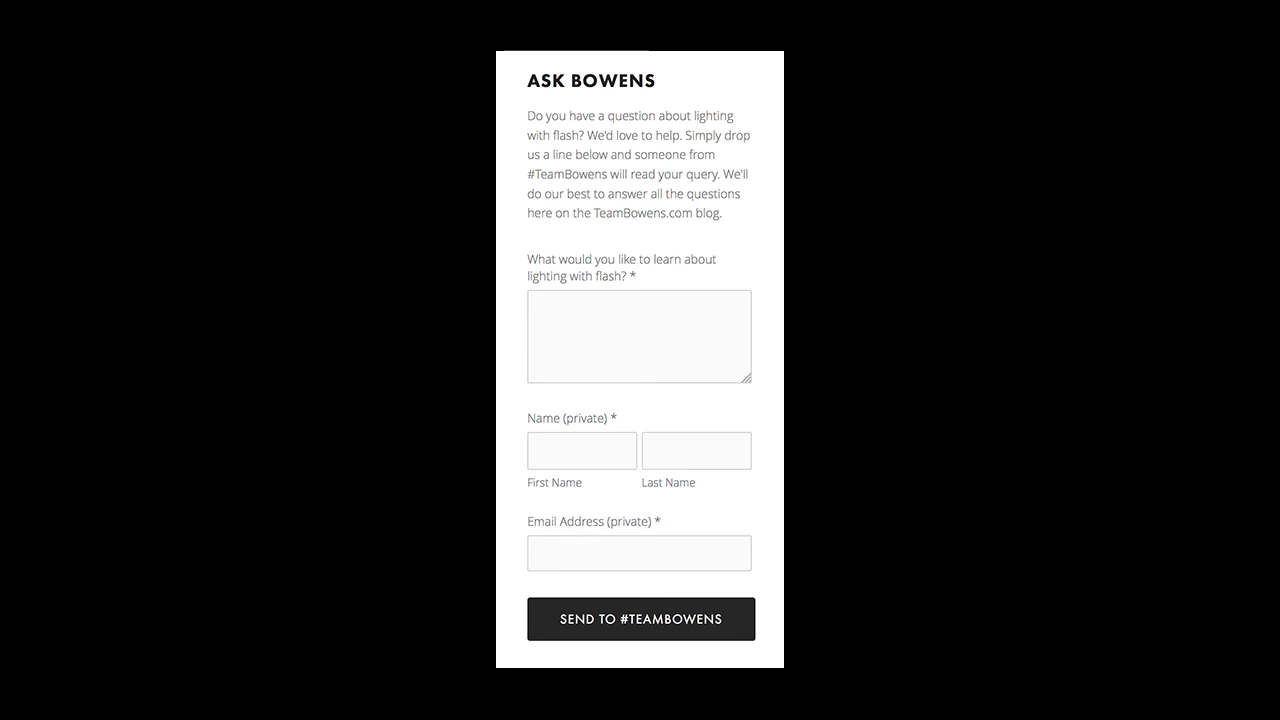 ASK BOWENS
Do you have a question about lighting
with flash? We'd love to help. Simply drop
us a line below and someone from
#TeamBowens will read your query. We'll
do our best to answer all the questions
here on the TeamBowens.com blog.
What would you like to learn about
lighting with flash? *
Name (private) *
First Name
Last Name
Email Address (private) *
SEND TO #TEAMBOWENS